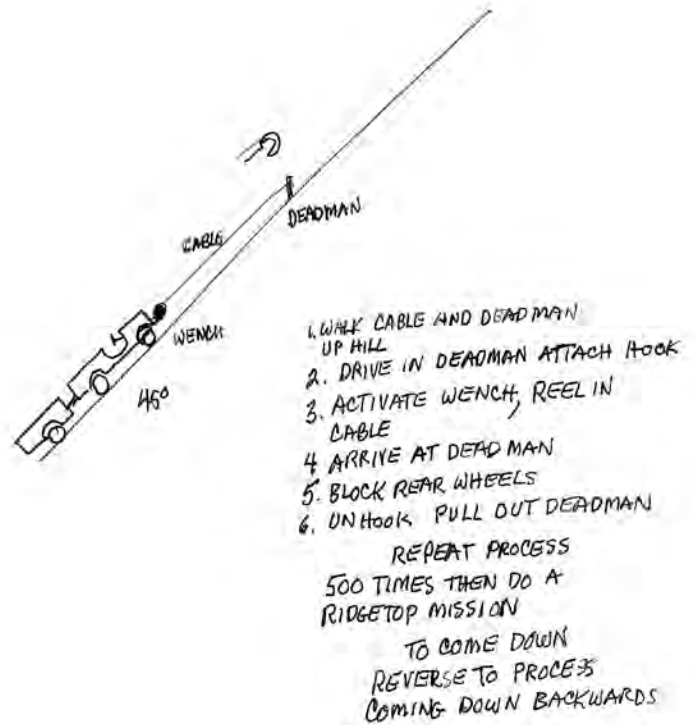 DEADMAN
CABLE
WENCH
45°
1. WALK CABLE AND DEADMAN
UP HILL
2. DRIVE IN DEADMAN ATTACH HOOK
3. ACTIVATE WENCH, REEL IN
CABLE
4 ARRIVE AT DEAD MAN
5. BLOCK REAR WHEELS
6. UNHOOK PULL OUT DEADMAN
REPEAT PROCESS
500 TIMES THEN DO A
RIDGETOP MISSION
TO COME DOWN
REVERSE TO PROCESS
COMING DOWN BACKWARDS